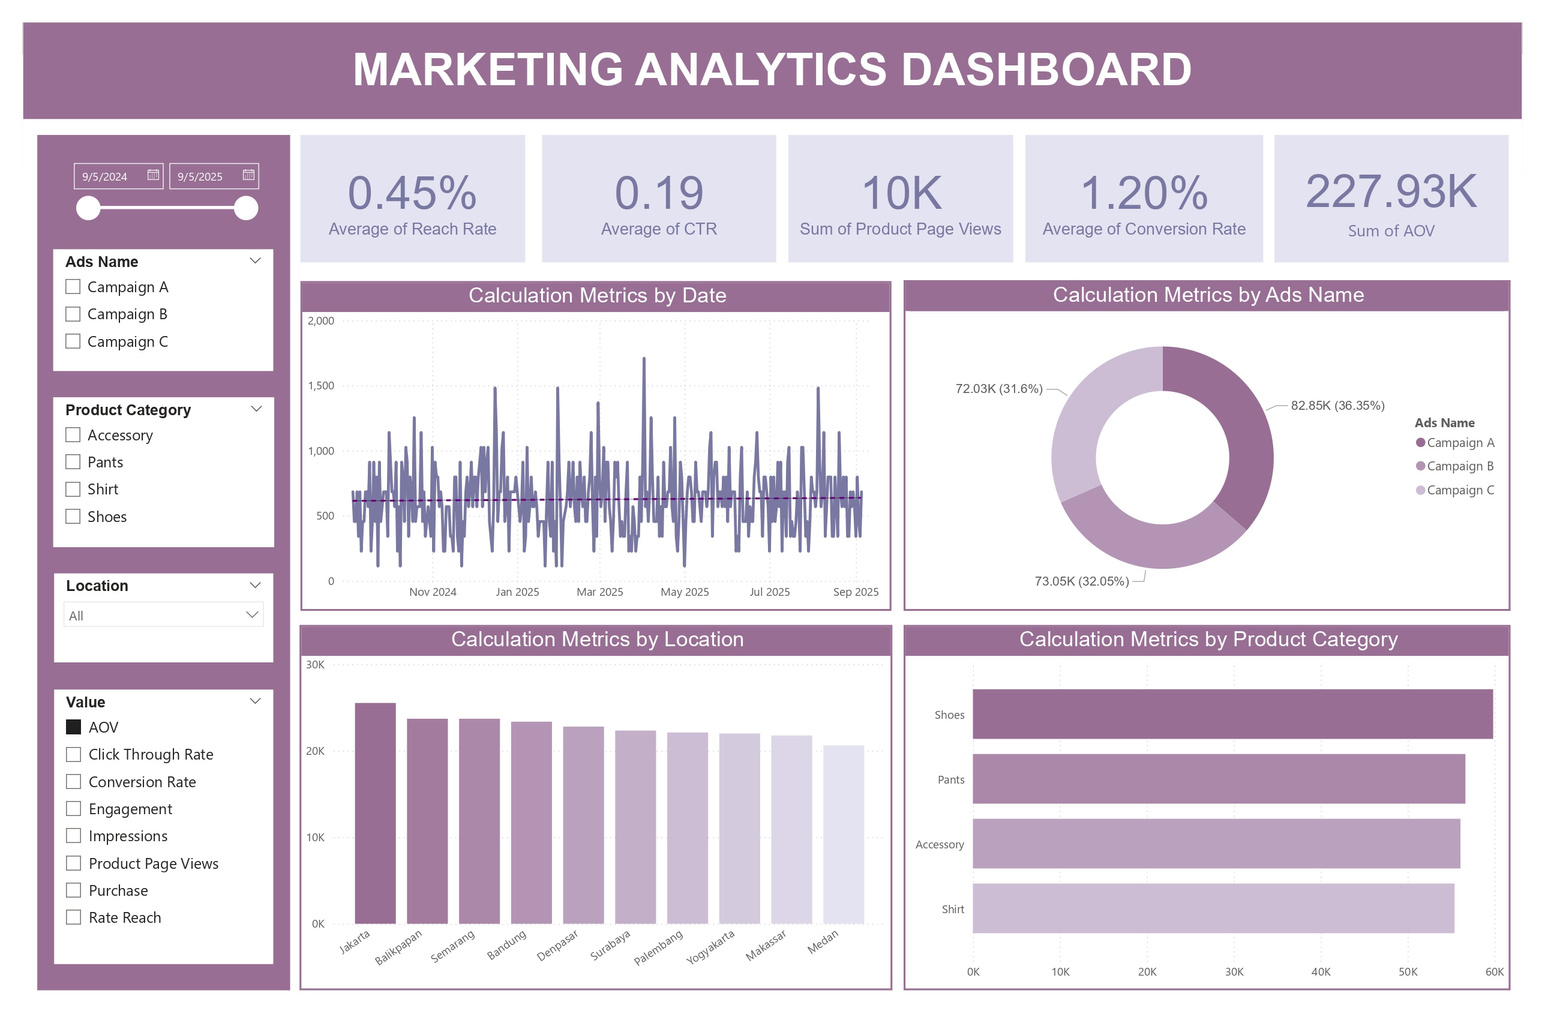 MARKETING ANALYTICS DASHBOARD
9/5/2024
9/5/2025
Ads Name
Campaign A
Campaign B
Campaign C
Product Category
Accessory
Pants
Shirt
Shoes
Location
All
Value
AOV
Click Through Rate
Conversion Rate
Engagement
Impressions
Product Page Views
Purchase
Rate Reach
0.45%
Average of Reach Rate
0.19
Average of CTR
10K
Sum of Product Page Views
1.20%
Average of Conversion Rate
227.93K
Sum of AOV
Calculation Metrics by Date
2,000
1,500
1,000
500
0
Nov 2024
Jan 2025
Mar 2025
May 2025
Jul 2025
Sep 2025
Calculation Metrics by Ads Name
72.03K (31.6%)
82.85K (36.35%)
73.05K (32.05%)
Ads Name
Campaign A
Campaign B
Campaign C
Calculation Metrics by Location
30K
20K
10K
0K
Jakarta
Balikpapan
Semarang
Bandung
Denpasar
Surabaya
Palembang
Yogyakarta
Makassar
Medan
Calculation Metrics by Product Category
Shoes
Pants
Accessory
Shirt
0K
10K
20K
30K
40K
50K
60K